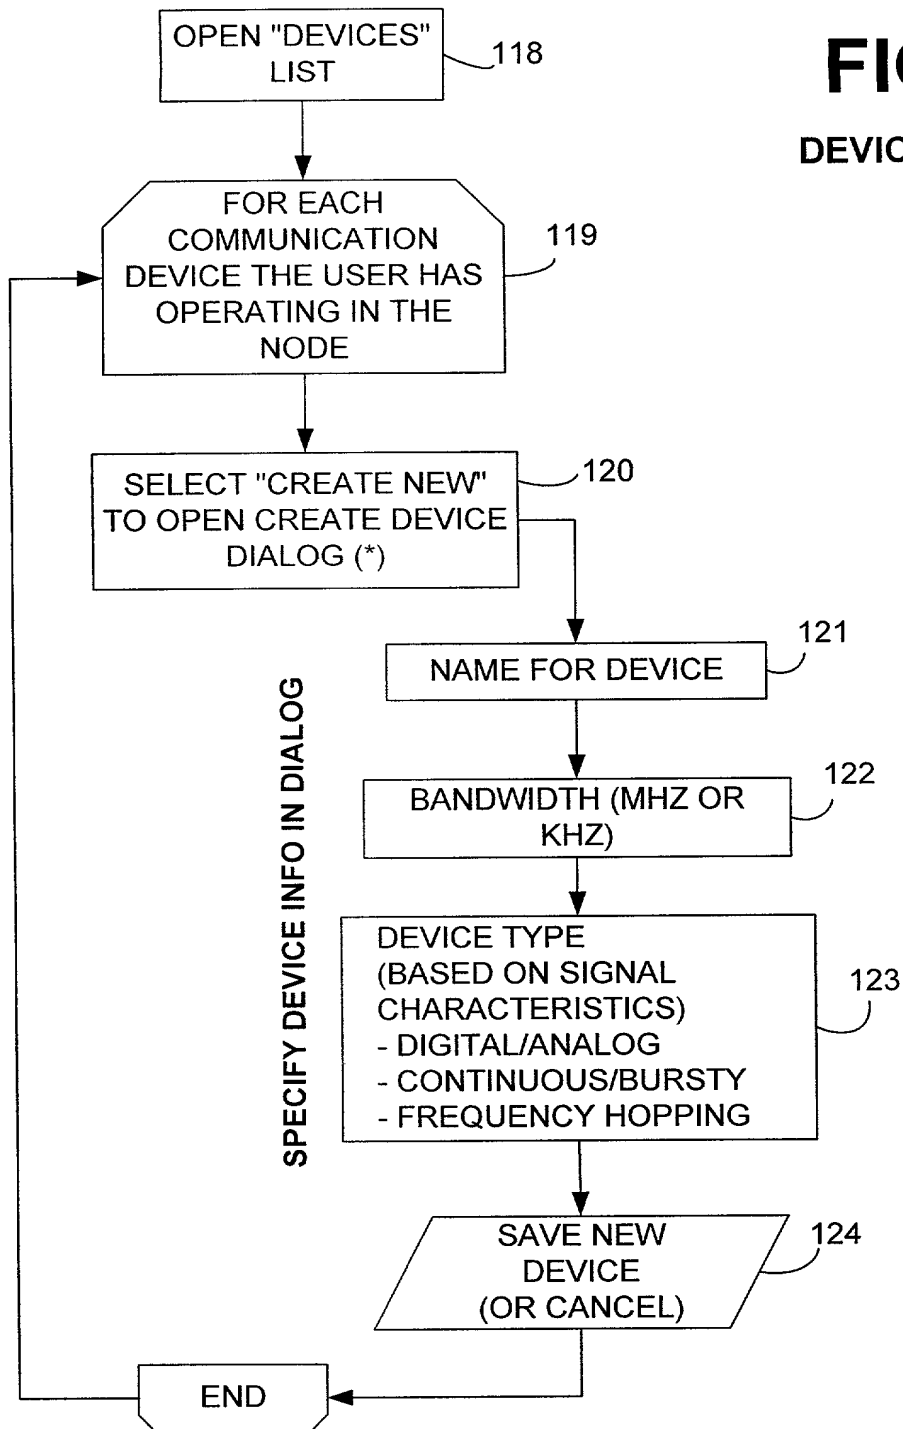 OPEN "DEVICES"
LIST
118
FIG
DEVIC
FOR EACH
COMMUNICATION
DEVICE THE USER HAS
OPERATING IN THE
NODE
119
SELECT "CREATE NEW"
TO OPEN CREATE DEVICE
DIALOG (*)
120
SPECIFY DEVICE INFO IN DIALOG
NAME FOR DEVICE
121
BANDWIDTH (MHZ OR
KHZ)
122
DEVICE TYPE
(BASED ON SIGNAL
CHARACTERISTICS)
- DIGITAL/ANALOG
- CONTINUOUS/BURSTY
- FREQUENCY HOPPING
123
SAVE NEW
DEVICE
(OR CANCEL)
124
END